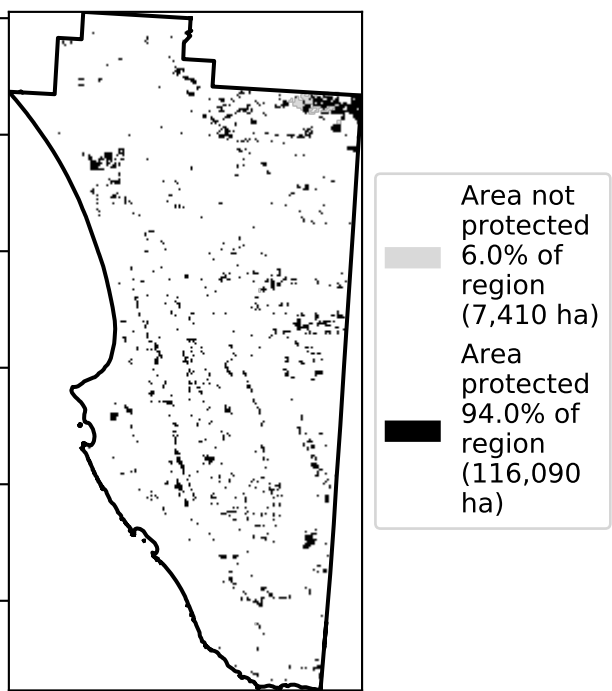 Area not
protected
6.0% of
region
(7,410 ha)
Area
protected
94.0% of
region
(116,090
ha)